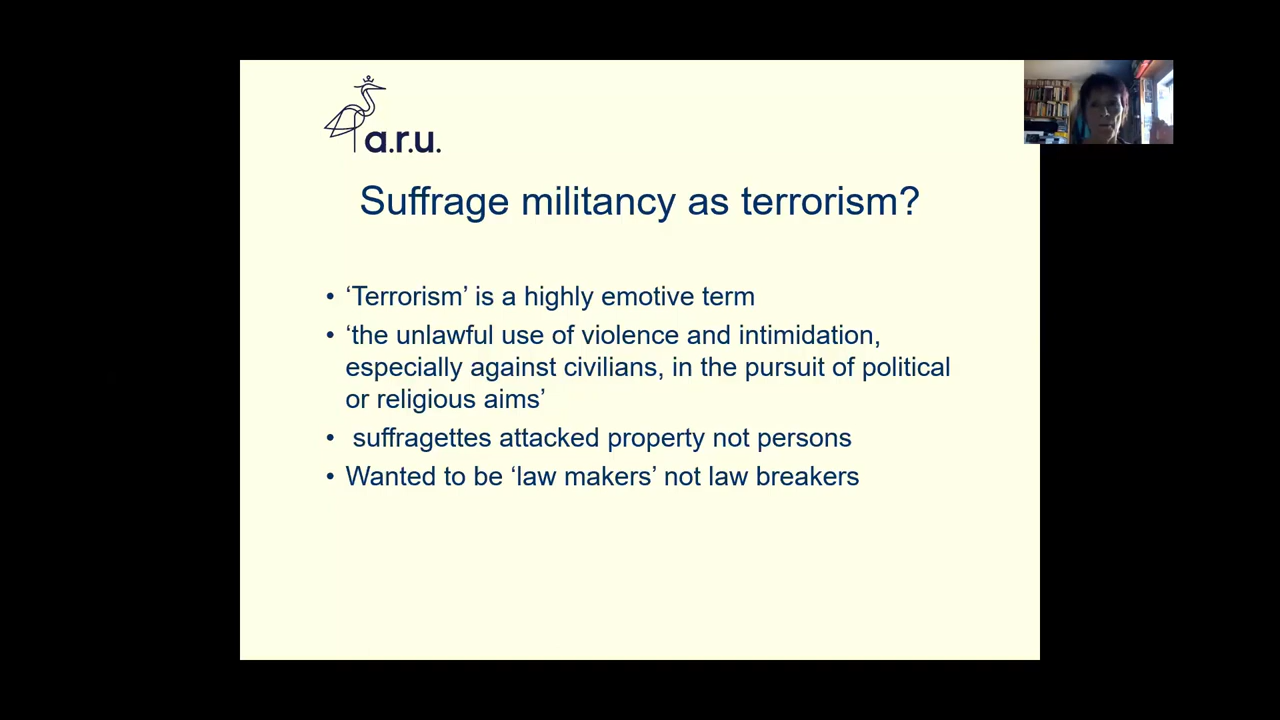 a.r.u.
Suffrage militancy as terrorism?
• ‘Terrorism’ is a highly emotive term
• ‘the unlawful use of violence and intimidation,
especially against civilians, in the pursuit of political
or religious aims’
• suffragettes attacked property not persons
• Wanted to be ‘law makers’ not law breakers